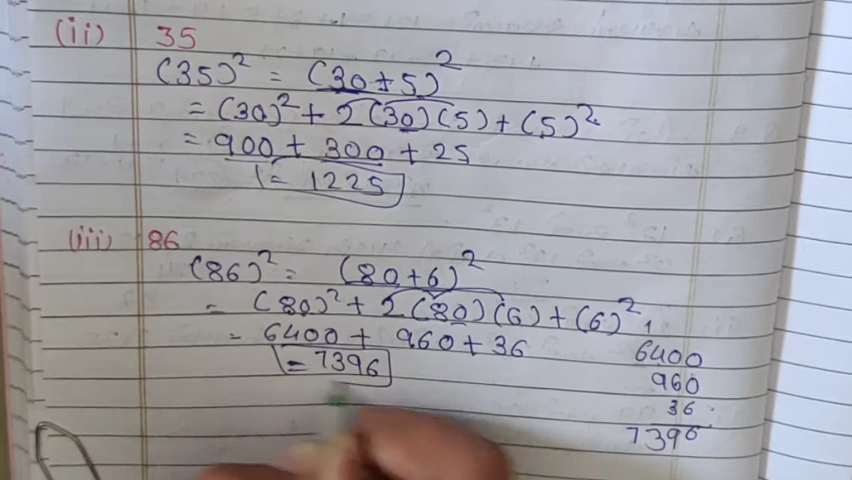 (ii) 35
(35)² = (30+5)²
= (30)² + 2(30)(5) + (5)²
= 900 + 300 + 25
= 1225
(iii) 86
(86)² = (80+6)²
= (80)² + 2(80)(6) + (6)²
= 6400 + 960 + 36
= 7396
6400
960
36
7396